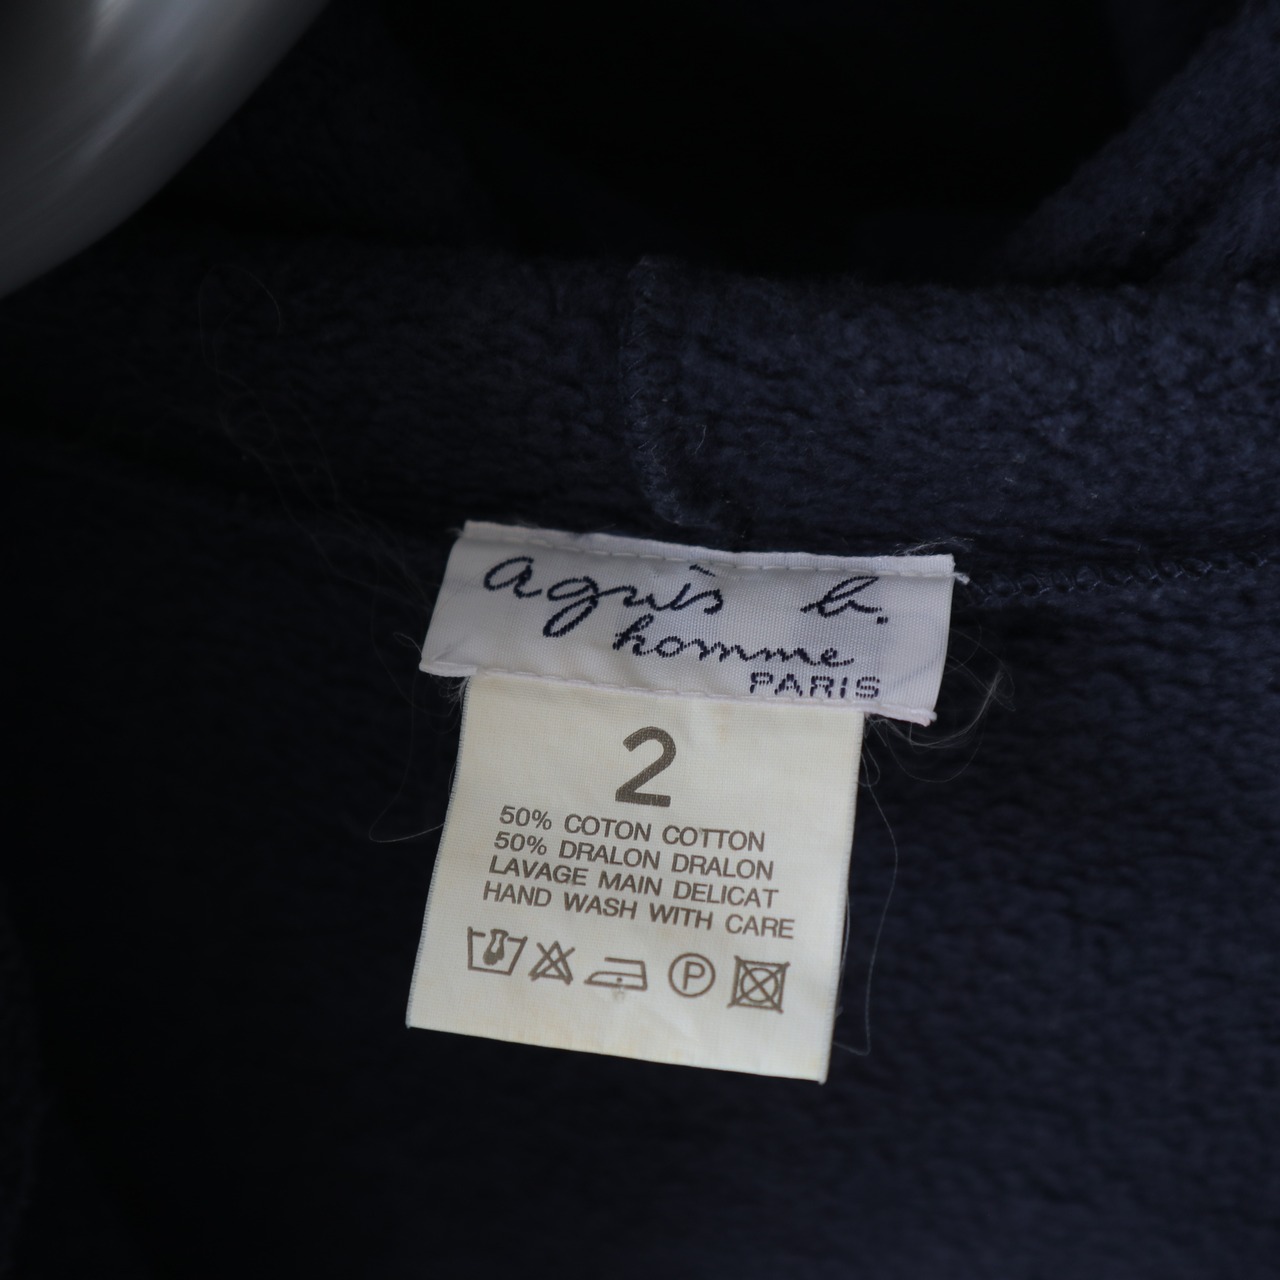 agnès b.
homme
PARIS
2
50% COTON COTTON
50% DRALON DRALON
LAVAGE MAIN DELICAT
HAND WASH WITH CARE
P